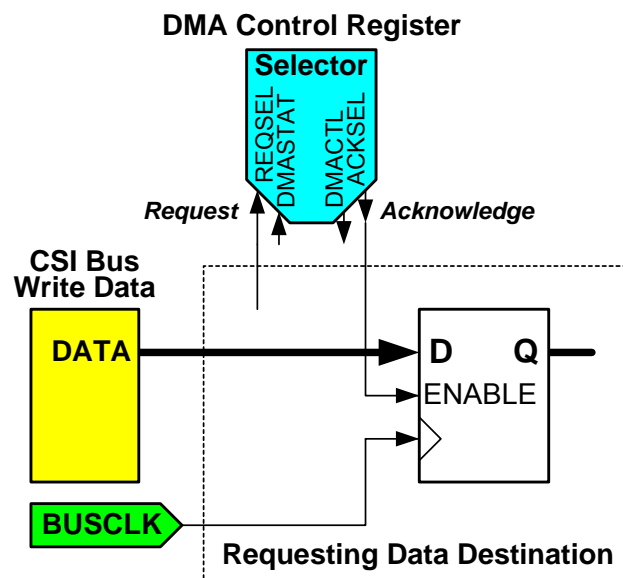 DMA Control Register
Selector
REQSEL
DMASTAT
DMACTL
ACKSEL
Request
Acknowledge
CSI Bus
Write Data
DATA
D
Q
ENABLE
BUSCLK
Requesting Data Destination